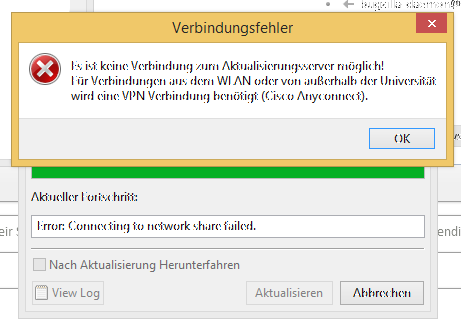 Verbindungsfehler
Es ist keine Verbindung zum Aktualisierungsserver möglich!
Für Verbindungen aus dem WLAN oder von außerhalb der Universität
wird eine VPN Verbindung benötigt (Cisco Anyconnect).
OK
Aktueller Fortschritt:
Error: Connecting to network share failed.
Nach Aktualisierung Herunterfahren
View Log
Aktualisieren
Abbrechen